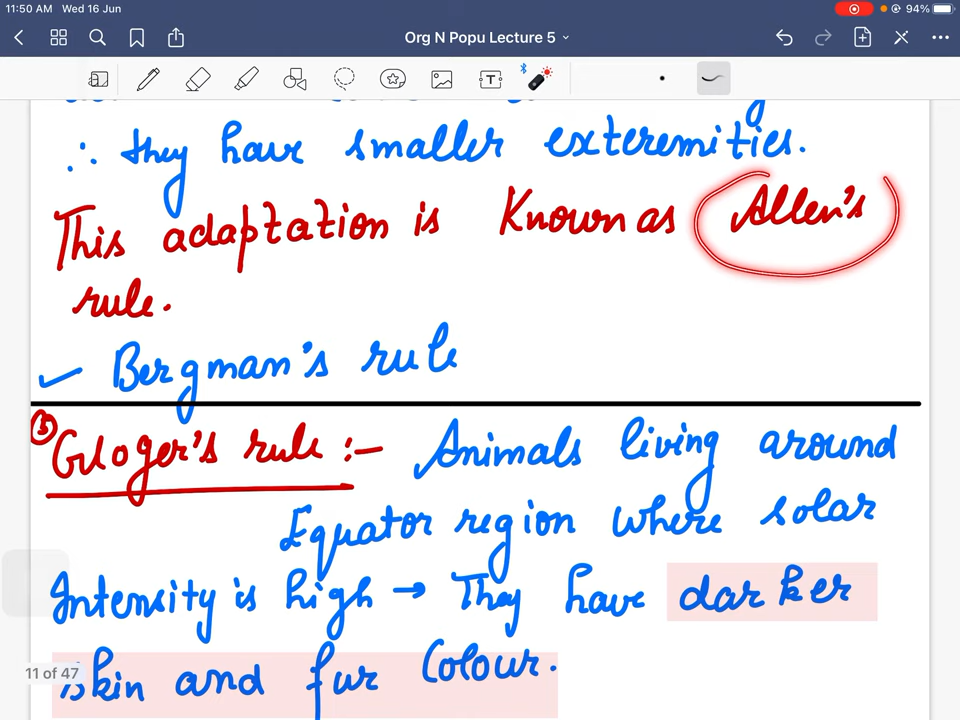 11:50 AM Wed 16 Jun
94%
Org N Popu Lecture 5
∴ they have smaller exteremities.
This adaptation is Known as Allen's
rule.
✓ Bergman's rule
Gloger's rule :- Animals living around
Equator region where solar
Intensity is high → They have darker
skin and fur Colour.
11 of 47